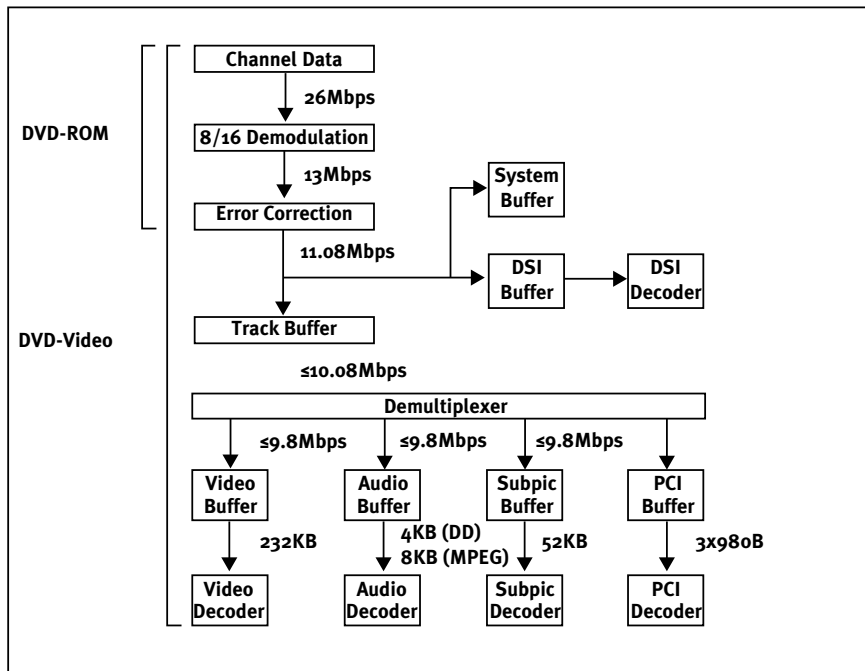 Channel Data
26Mbps
DVD-ROM
8/16 Demodulation
13Mbps
System
Buffer
Error Correction
11.08Mbps
DSI
Buffer
DSI
Decoder
Track Buffer
DVD-Video
≤10.08Mbps
Demultiplexer
≤9.8Mbps
≤9.8Mbps
≤9.8Mbps
Video
Buffer
Audio
Buffer
Subpic
Buffer
PCI
Buffer
232KB
4KB (DD)
8KB (MPEG)
52KB
3x980B
Video
Decoder
Audio
Decoder
Subpic
Decoder
PCI
Decoder